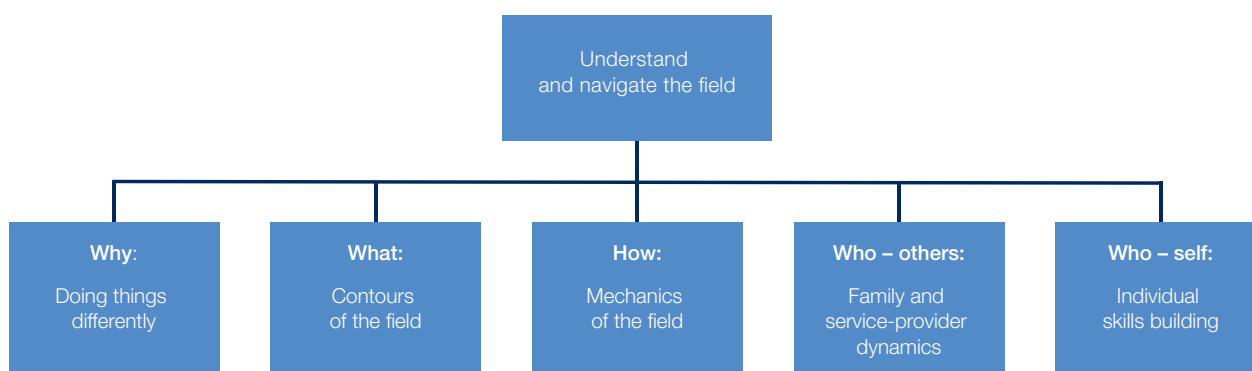 Understand
and navigate the field
Why:
Doing things
differently
What:
Contours
of the field
How:
Mechanics
of the field
Who – others:
Family and
service-provider
dynamics
Who – self:
Individual
skills building